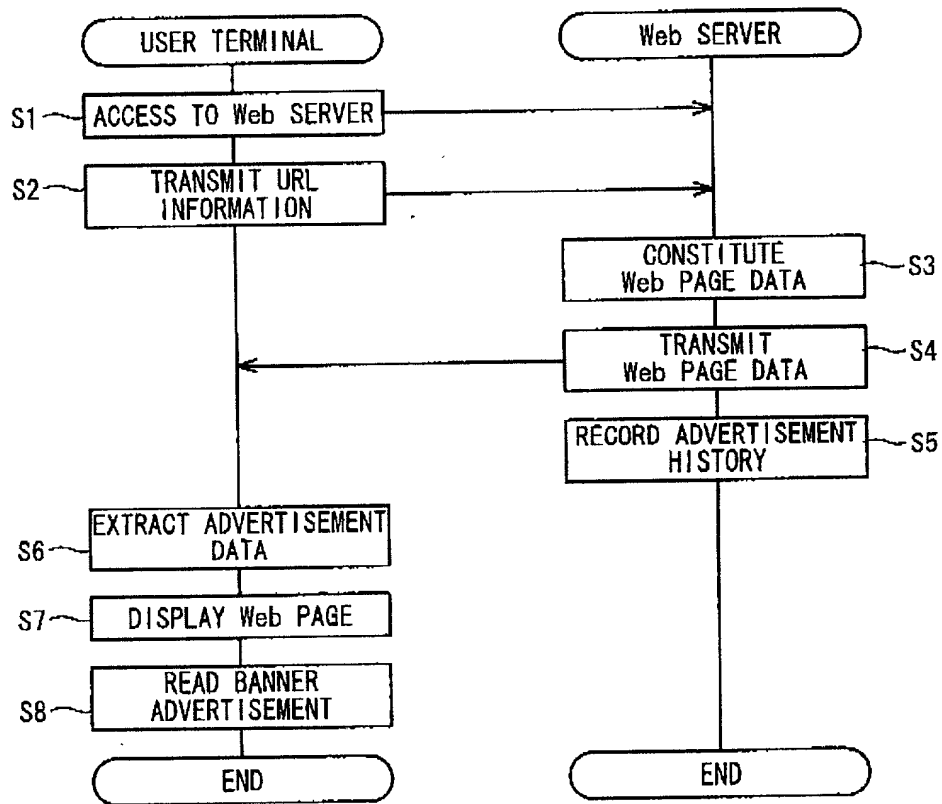 USER TERMINAL
Web SERVER
S1
ACCESS TO Web SERVER
S2
TRANSMIT URL
INFORMATION
CONSTITUTE
Web PAGE DATA
S3
TRANSMIT
Web PAGE DATA
S4
RECORD ADVERTISEMENT
HISTORY
S5
EXTRACT ADVERTISEMENT
DATA
S6
S7
DISPLAY Web PAGE
READ BANNER
ADVERTISEMENT
S8
END
END